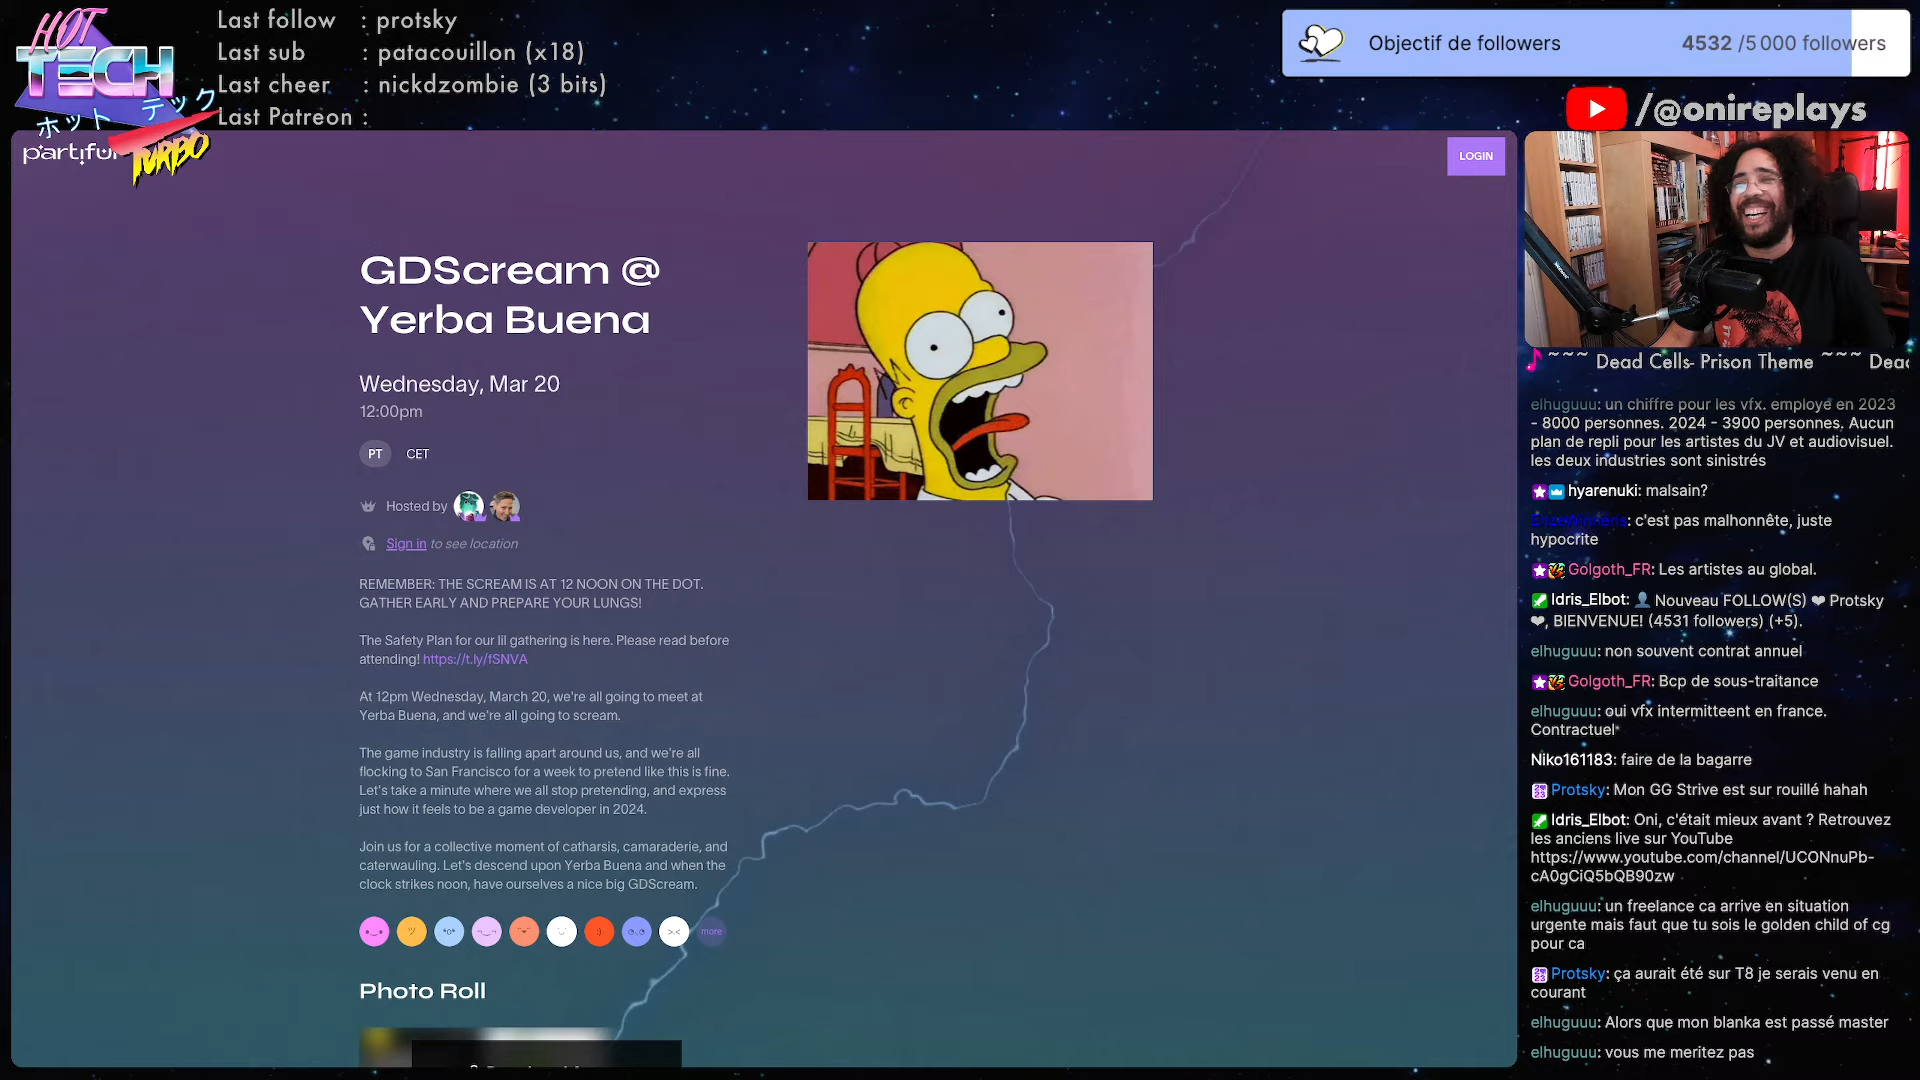 HOT
TECH
ホット テック
TURBO
Last follow : protsky
Last sub : patacouillon (x18)
Last cheer : nickdzombie (3 bits)
Last Patreon :
Objectif de followers
4532 /5 000 followers
/@onireplays
partiful
LOGIN
GDScream @
Yerba Buena
Wednesday, Mar 20
12:00pm
PT CET
Hosted by
Sign in to see location
REMEMBER: THE SCREAM IS AT 12 NOON ON THE DOT.
GATHER EARLY AND PREPARE YOUR LUNGS!
The Safety Plan for our lil gathering is here. Please read before
attending! https://t.ly/fSNVA
At 12pm Wednesday, March 20, we're all going to meet at
Yerba Buena, and we're all going to scream.
The game industry is falling apart around us, and we're all
flocking to San Francisco for a week to pretend like this is fine.
Let's take a minute where we all stop pretending, and express
just how it feels to be a game developer in 2024.
Join us for a collective moment of catharsis, camaraderie, and
caterwauling. Let's descend upon Yerba Buena and when the
clock strikes noon, have ourselves a nice big GDScream.
more
Photo Roll
~~~ Dead Cells- Prison Theme ~~~ Dead
elhuguuu: un chiffre pour les vfx. employé en 2023
- 8000 personnes. 2024 - 3900 personnes. Aucun
plan de repli pour les artistes du JV et audiovisuel.
les deux industries sont sinistrés
hyarenuki: malsain?
: c'est pas malhonnête, juste
hypocrite
Golgoth_FR: Les artistes au global.
Idris_Elbot: 👤 Nouveau FOLLOW(S) ❤ Protsky
❤, BIENVENUE! (4531 followers) (+5).
elhuguuu: non souvent contrat annuel
Golgoth_FR: Bcp de sous-traitance
elhuguuu: oui vfx intermitteent en france.
Contractuel
Niko161183: faire de la bagarre
Protsky: Mon GG Strive est sur rouillé hahah
Idris_Elbot: Oni, c'était mieux avant ? Retrouvez
les anciens live sur YouTube
https://www.youtube.com/channel/UCONnuPb-
cA0gCiQ5bQB90zw
elhuguuu: un freelance ca arrive en situation
urgente mais faut que tu sois le golden child of cg
pour ca
Protsky: ça aurait été sur T8 je serais venu en
courant
elhuguuu: Alors que mon blanka est passé master
elhuguuu: vous me meritez pas